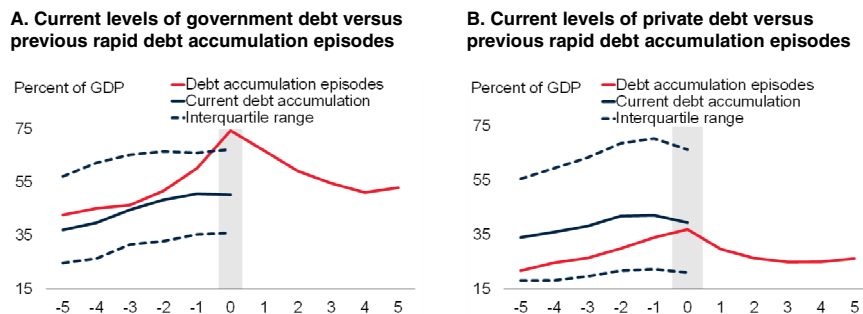 A. Current levels of government debt versus
previous rapid debt accumulation episodes
Percent of GDP
Debt accumulation episodes
Current debt accumulation
Interquartile range
75
55
35
15
-5 -4 -3 -2 -1 0 1 2 3 4 5
B. Current levels of private debt versus
previous rapid debt accumulation episodes
Percent of GDP
Debt accumulation episodes
Current debt accumulation
Interquartile range
75
55
35
15
-5 -4 -3 -2 -1 0 1 2 3 4 5